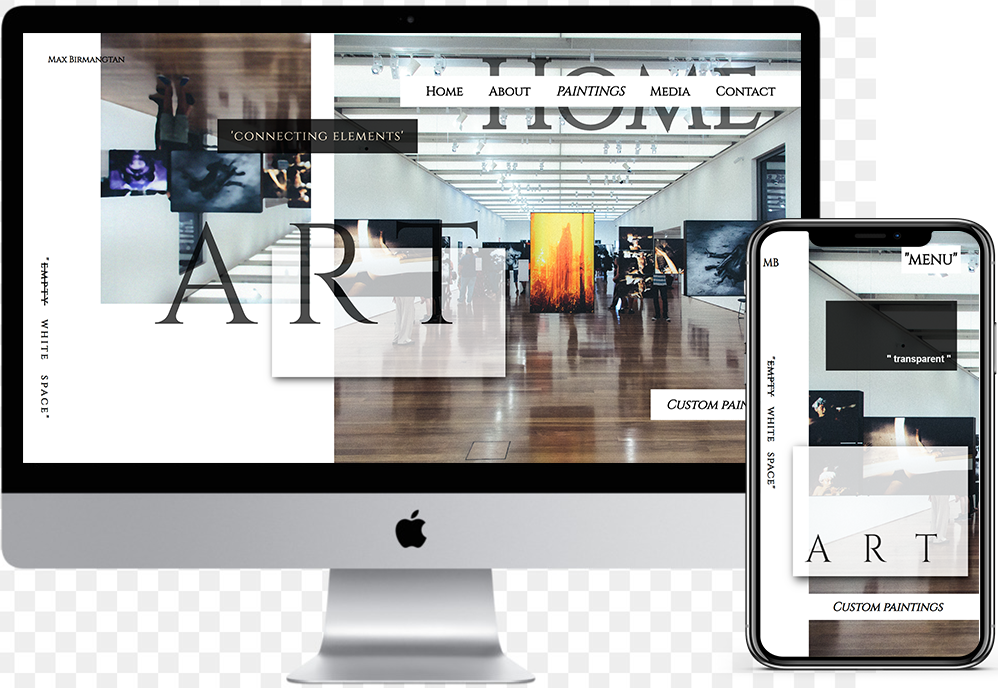 Max Birmangtan
HOME
Home About PAINTINGS Media Contact
'CONNECTING ELEMENTS'
ART
"EMPTY WHITE SPACE"
Custom pain
MB
"MENU"
" transparent "
"EMPTY WHITE SPACE"
ART
Custom paintings